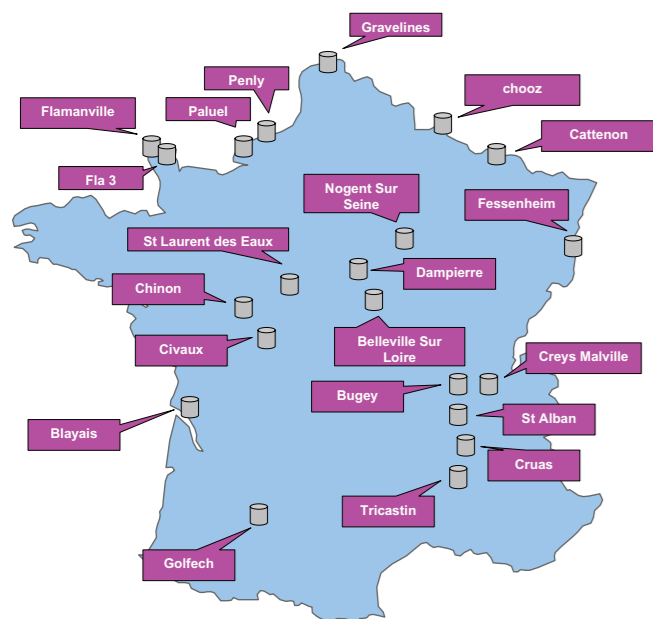 Gravelines
Penly
chooz
Flamanville
Paluel
Cattenon
Fla 3
Nogent Sur
Seine
Fessenheim
St Laurent des Eaux
Dampierre
Chinon
Belleville Sur
Loire
Civaux
Creys Malville
Bugey
St Alban
Blayais
Cruas
Tricastin
Golfech